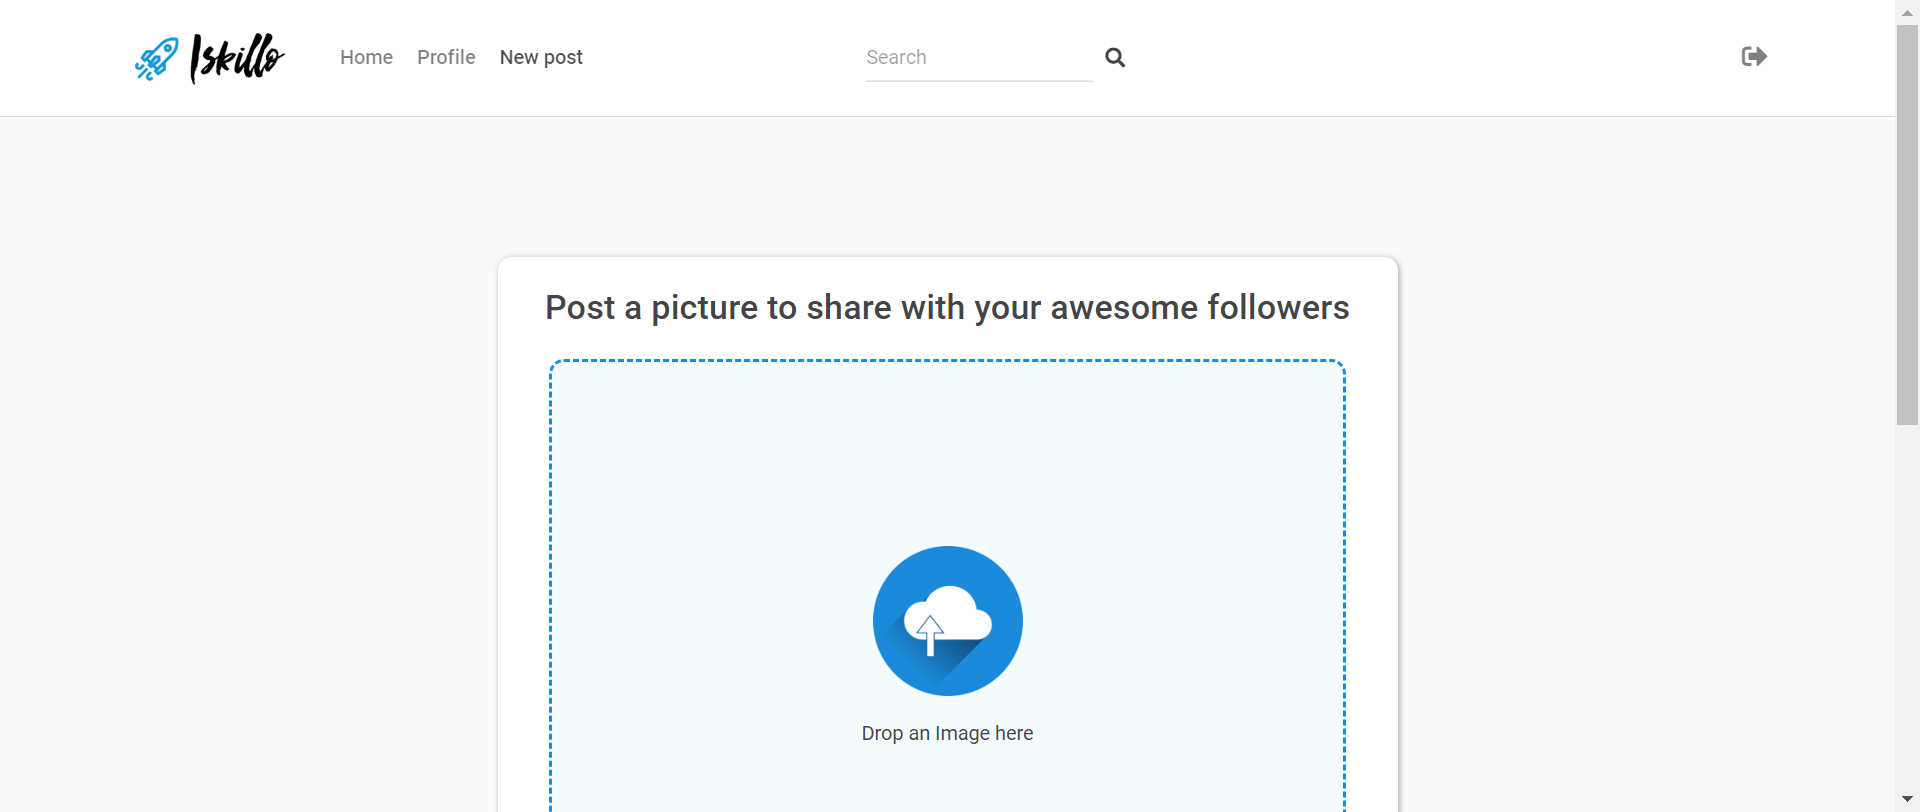 Iskillo
Home Profile New post Search
Post a picture to share with your awesome followers
Drop an Image here